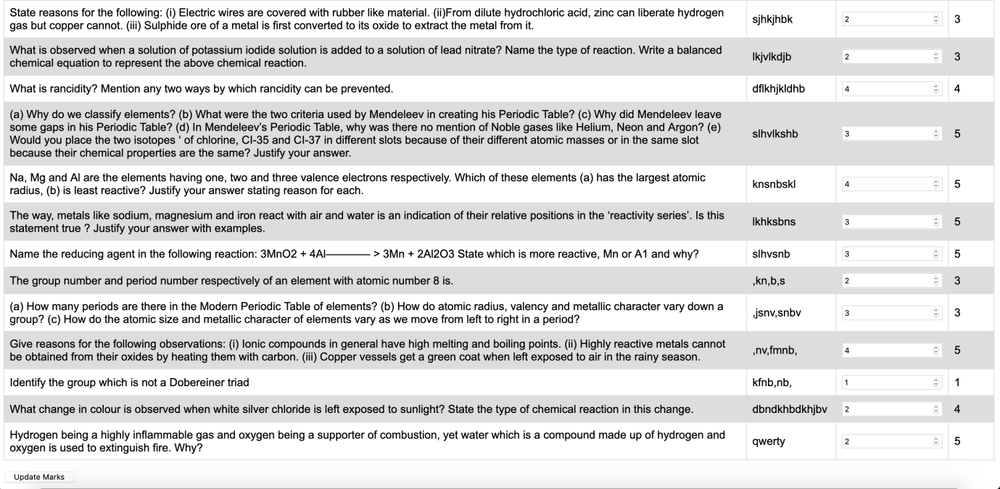 State reasons for the following: (i) Electric wires are covered with rubber like material. (ii)From dilute hydrochloric acid, zinc can liberate hydrogen
gas but copper cannot. (iii) Sulphide ore of a metal is first converted to its oxide to extract the metal from it.
sjhkjhbk
2
3
What is observed when a solution of potassium iodide solution is added to a solution of lead nitrate? Name the type of reaction. Write a balanced
chemical equation to represent the above chemical reaction.
lkjvlkdjb
2
3
What is rancidity? Mention any two ways by which rancidity can be prevented.
dflkhjkldhb
4
4
(a) Why do we classify elements? (b) What were the two criteria used by Mendeleev in creating his Periodic Table? (c) Why did Mendeleev leave
some gaps in his Periodic Table? (d) In Mendeleev’s Periodic Table, why was there no mention of Noble gases like Helium, Neon and Argon? (e)
Would you place the two isotopes ‘ of chlorine, CI-35 and CI-37 in different slots because of their different atomic masses or in the same slot
because their chemical properties are the same? Justify your answer.
slhvlkshb
3
5
Na, Mg and Al are the elements having one, two and three valence electrons respectively. Which of these elements (a) has the largest atomic
radius, (b) is least reactive? Justify your answer stating reason for each.
knsnbskl
4
5
The way, metals like sodium, magnesium and iron react with air and water is an indication of their relative positions in the ‘reactivity series’. Is this
statement true ? Justify your answer with examples.
lkhksbns
3
5
Name the reducing agent in the following reaction: 3MnO2 + 4Al———— > 3Mn + 2Al2O3 State which is more reactive, Mn or A1 and why?
slhvsnb
3
5
The group number and period number respectively of an element with atomic number 8 is.
,kn,b,s
2
3
(a) How many periods are there in the Modern Periodic Table of elements? (b) How do atomic radius, valency and metallic character vary down a
group? (c) How do the atomic size and metallic character of elements vary as we move from left to right in a period?
,jsnv,snbv
3
3
Give reasons for the following observations: (i) Ionic compounds in general have high melting and boiling points. (ii) Highly reactive metals cannot
be obtained from their oxides by heating them with carbon. (iii) Copper vessels get a green coat when left exposed to air in the rainy season.
,nv,fmnb,
4
5
Identify the group which is not a Dobereiner triad
kfnb,nb,
1
1
What change in colour is observed when white silver chloride is left exposed to sunlight? State the type of chemical reaction in this change.
dbndkhbdkhjbv
2
4
Hydrogen being a highly inflammable gas and oxygen being a supporter of combustion, yet water which is a compound made up of hydrogen and
oxygen is used to extinguish fire. Why?
qwerty
2
5
Update Marks